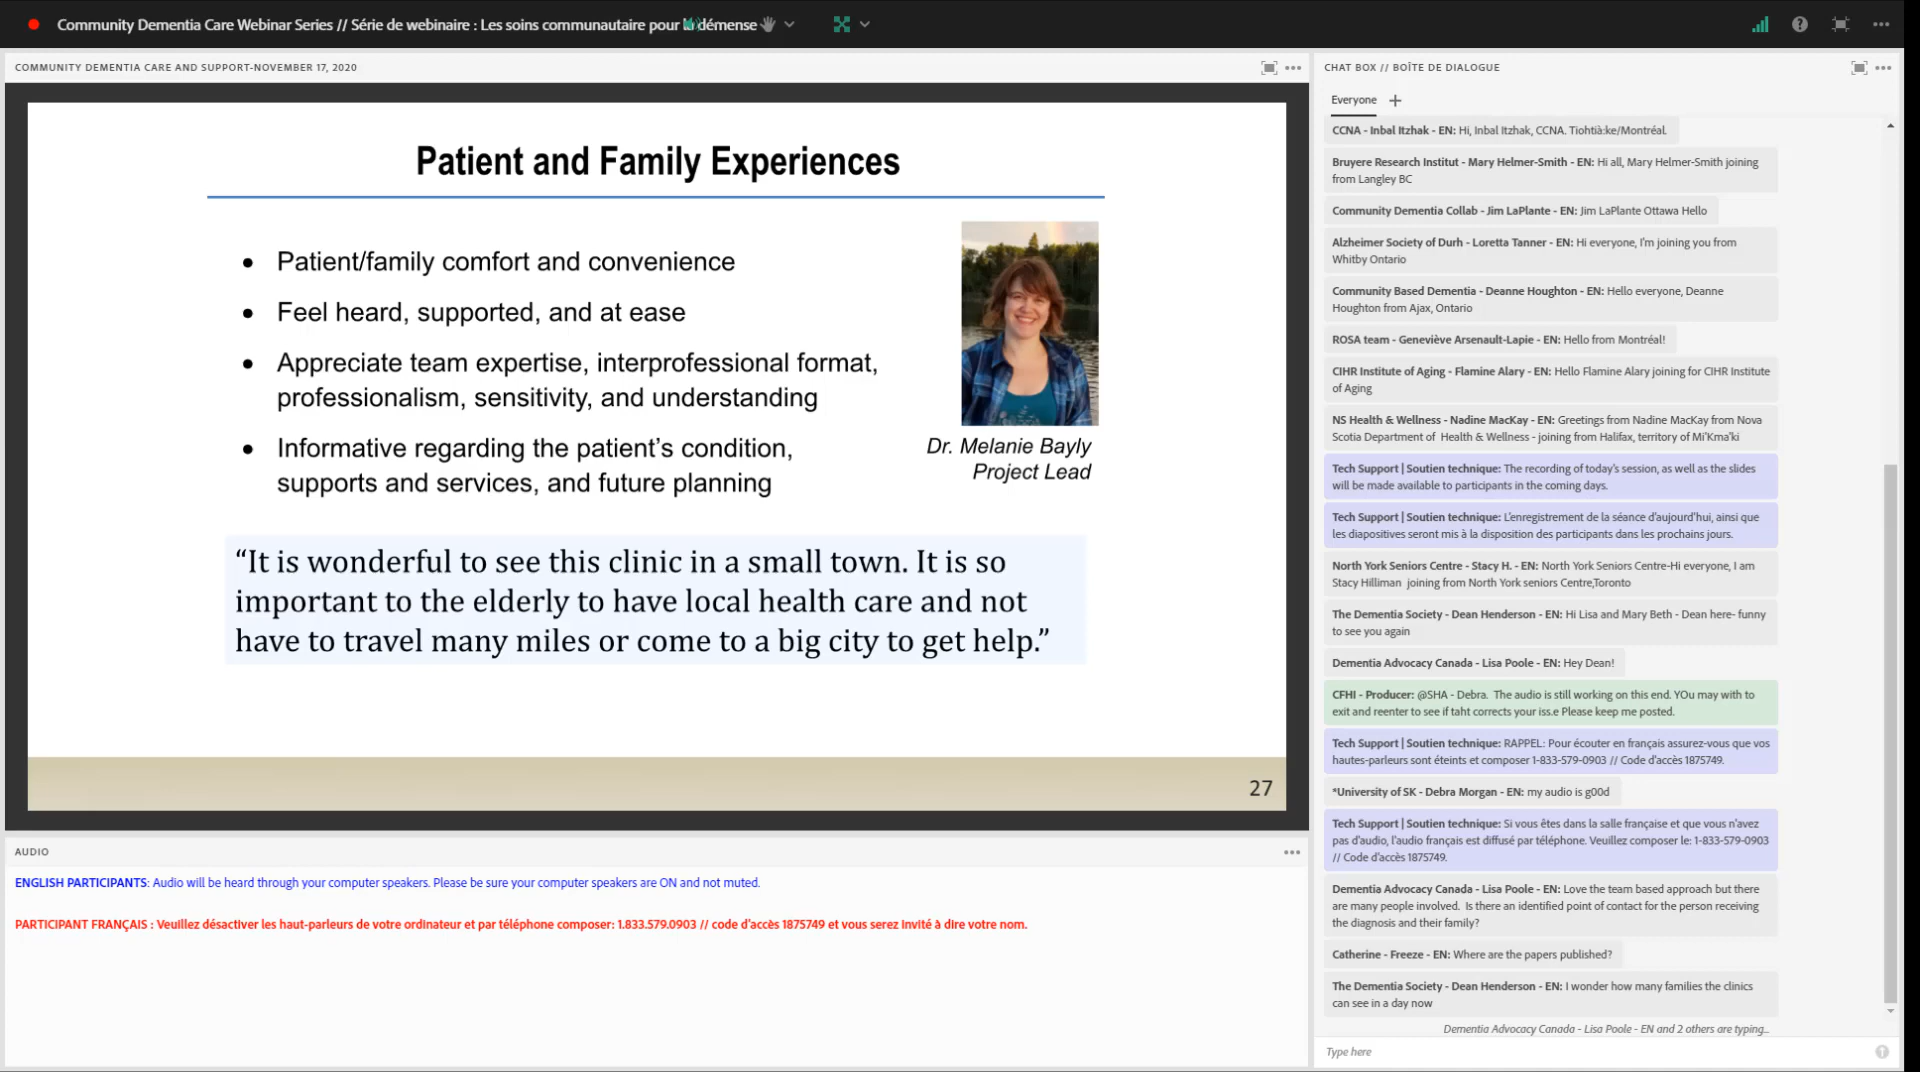 Community Dementia Care Webinar Series // Série de webinaire : Les soins communautaire pour la démense
COMMUNITY DEMENTIA CARE AND SUPPORT-NOVEMBER 17, 2020
Patient and Family Experiences
• Patient/family comfort and convenience
• Feel heard, supported, and at ease
• Appreciate team expertise, interprofessional format,
professionalism, sensitivity, and understanding
• Informative regarding the patient's condition,
supports and services, and future planning
Dr. Melanie Bayly
Project Lead
“It is wonderful to see this clinic in a small town. It is so
important to the elderly to have local health care and not
have to travel many miles or come to a big city to get help.”
27
AUDIO
ENGLISH PARTICIPANTS: Audio will be heard through your computer speakers. Please be sure your computer speakers are ON and not muted.
PARTICIPANT FRANÇAIS : Veuillez désactiver les haut-parleurs de votre ordinateur et par téléphone composer: 1.833.579.0903 // code d'accès 1875749 et vous serez invité à dire votre nom.
CHAT BOX // BOÎTE DE DIALOGUE
Everyone
CCNA - Inbal Itzhak - EN: Hi, Inbal Itzhak, CCNA. Tiohtià:ke/Montréal.
Bruyere Research Institut - Mary Helmer-Smith - EN: Hi all, Mary Helmer-Smith joining
from Langley BC
Community Dementia Collab - Jim LaPlante - EN: Jim LaPlante Ottawa Hello
Alzheimer Society of Durh - Loretta Tanner - EN: Hi everyone, I'm joining you from
Whitby Ontario
Community Based Dementia - Deanne Houghton - EN: Hello everyone, Deanne
Houghton from Ajax, Ontario
ROSA team - Geneviève Arsenault-Lapie - EN: Hello from Montréal!
CIHR Institute of Aging - Flamine Alary - EN: Hello Flamine Alary joining for CIHR Institute
of Aging
NS Health & Wellness - Nadine MacKay - EN: Greetings from Nadine MacKay from Nova
Scotia Department of Health & Wellness - joining from Halifax, territory of Mi'Kma'ki
Tech Support | Soutien technique: The recording of today's session, as well as the slides
will be made available to participants in the coming days.
Tech Support | Soutien technique: L'enregistrement de la séance d'aujourd'hui, ainsi que
les diapositives seront mis à la disposition des participants dans les prochains jours.
North York Seniors Centre - Stacy H. - EN: North York Seniors Centre-Hi everyone, I am
Stacy Hilliman joining from North York seniors Centre,Toronto
The Dementia Society - Dean Henderson - EN: Hi Lisa and Mary Beth - Dean here- funny
to see you again
Dementia Advocacy Canada - Lisa Poole - EN: Hey Dean!
CFHI - Producer: @SHA - Debra. The audio is still working on this end. YOu may with to
exit and reenter to see if taht corrects your iss.e Please keep me posted.
Tech Support | Soutien technique: RAPPEL: Pour écouter en français assurez-vous que vos
hautes-parleurs sont éteints et composer 1-833-579-0903 // Code d'accès 1875749.
*University of SK - Debra Morgan - EN: my audio is g00d
Tech Support | Soutien technique: Si vous êtes dans la salle française et que vous n'avez
pas d'audio, l'audio français est diffusé par téléphone. Veuillez composer le: 1-833-579-0903
// Code d'accès 1875749.
Dementia Advocacy Canada - Lisa Poole - EN: Love the team based approach but there
are many people involved. Is there an identified point of contact for the person receiving
the diagnosis and their family?
Catherine - Freeze - EN: Where are the papers published?
The Dementia Society - Dean Henderson - EN: I wonder how many families the clinics
can see in a day now
Dementia Advocacy Canada - Lisa Poole - EN and 2 others are typing...
Type here